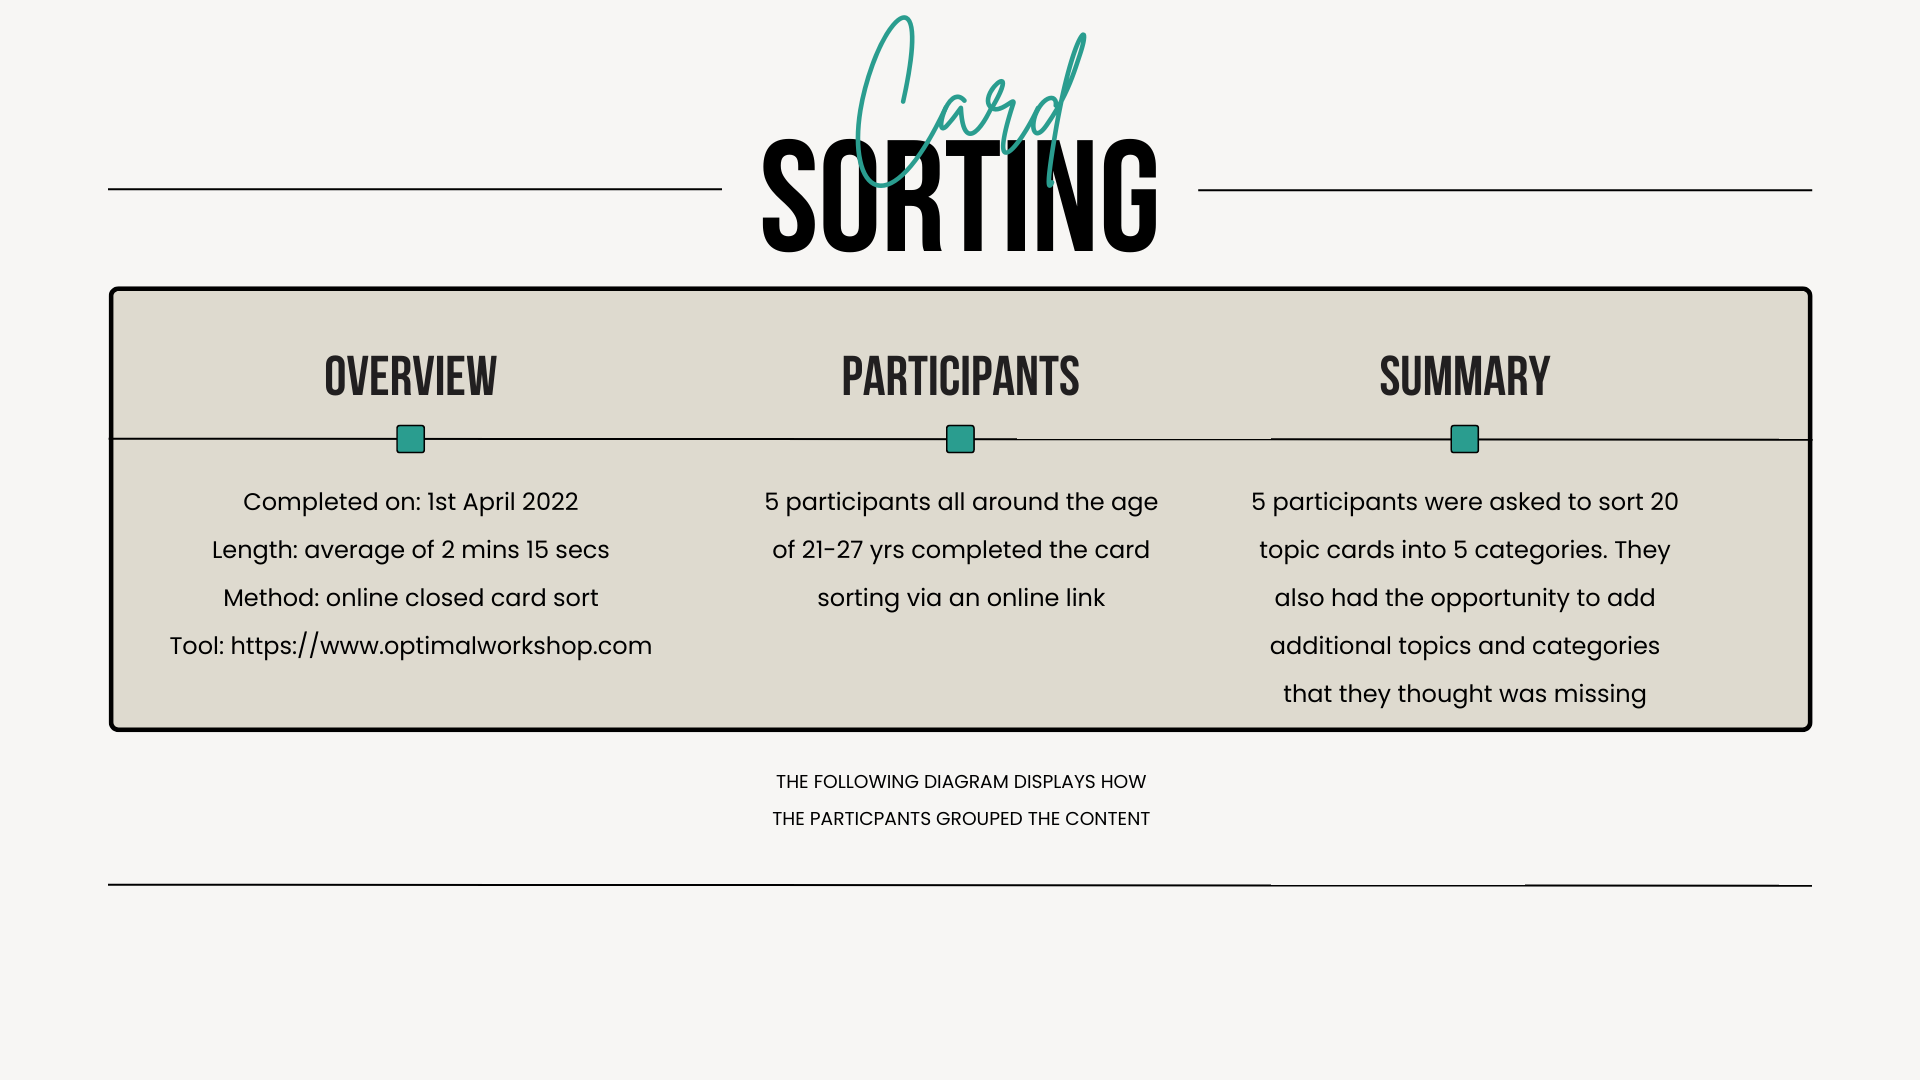 Card
SORTING
OVERVIEW
Completed on: 1st April 2022
Length: average of 2 mins 15 secs
Method: online closed card sort
Tool: https://www.optimalworkshop.com
PARTICIPANTS
5 participants all around the age
of 21-27 yrs completed the card
sorting via an online link
SUMMARY
5 participants were asked to sort 20
topic cards into 5 categories. They
also had the opportunity to add
additional topics and categories
that they thought was missing
THE FOLLOWING DIAGRAM DISPLAYS HOW
THE PARTICPANTS GROUPED THE CONTENT